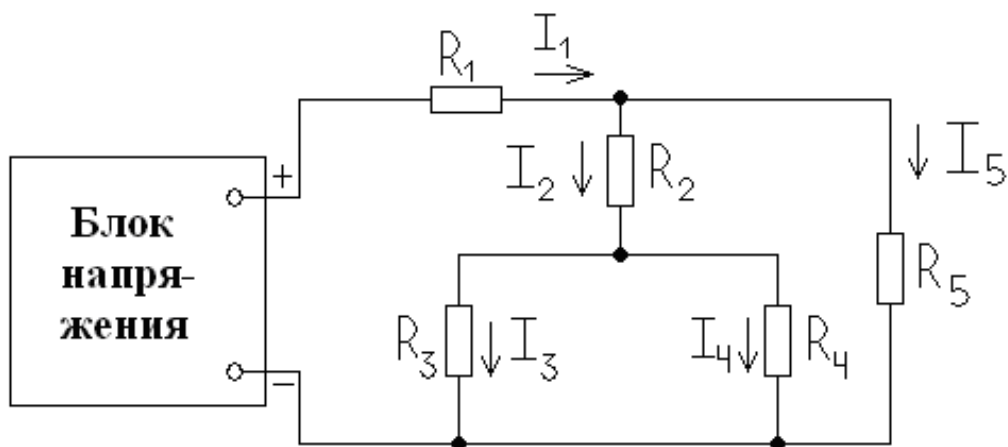 R₁ I₁
+
Блок
напря-
жения
I₂ R₂ I₅
R₅
R₃ I₃ I₄ R₄
−